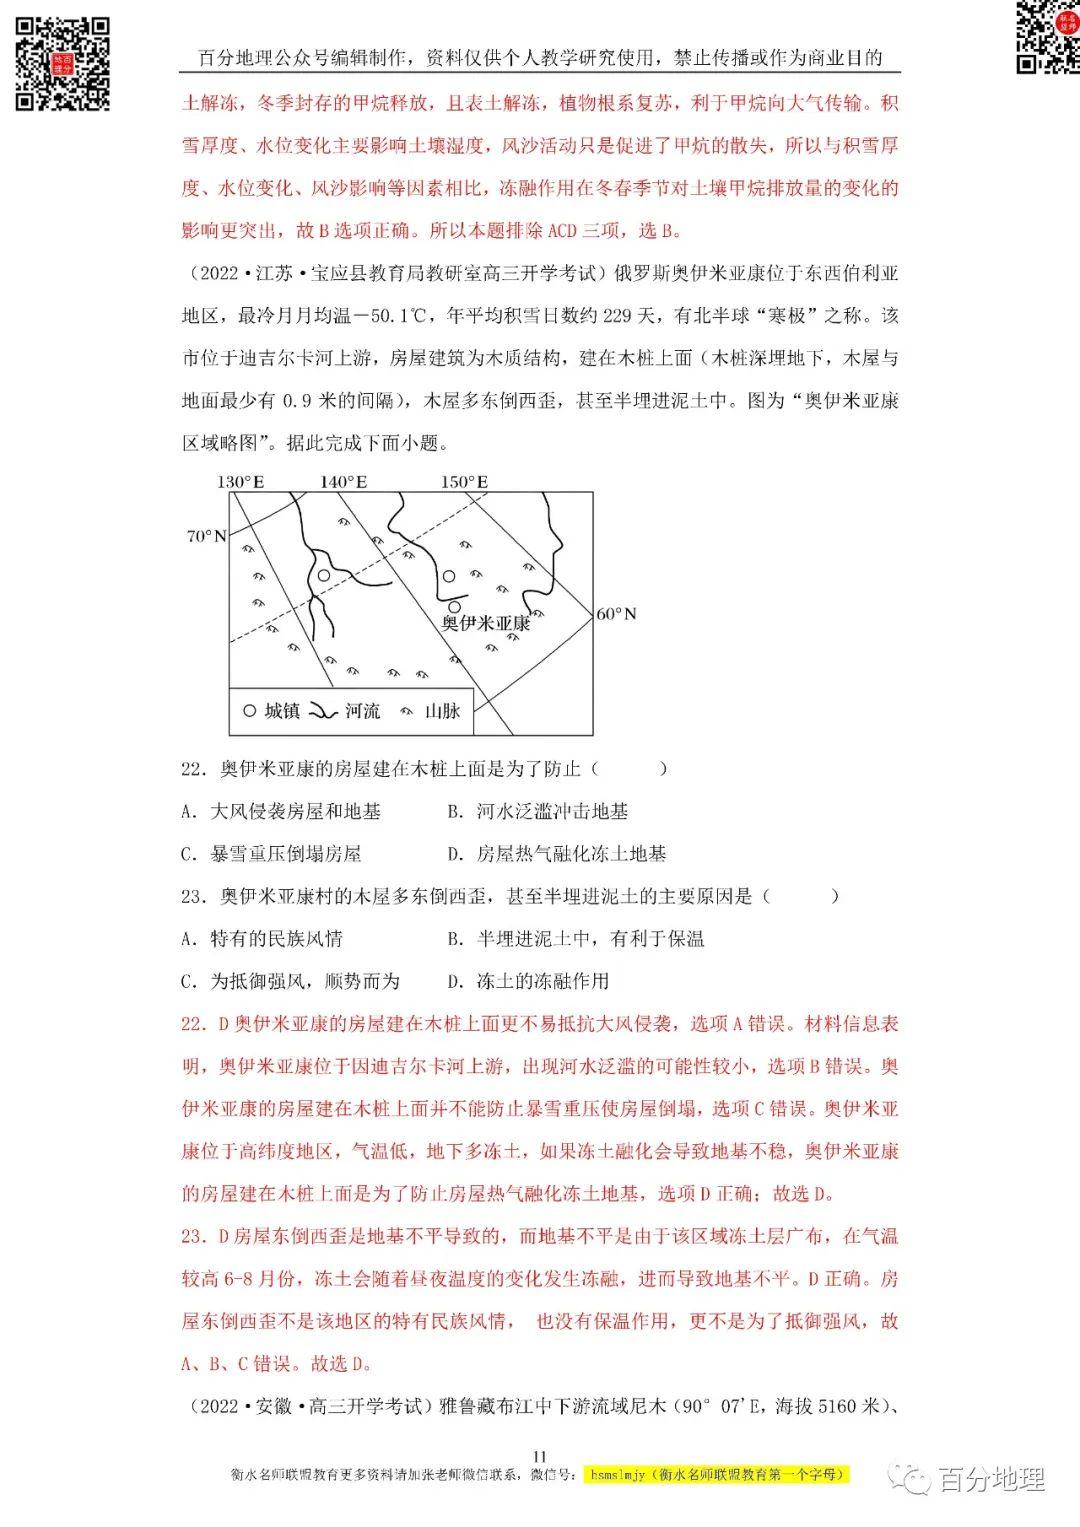 百分地理公众号编辑制作，资料仅供个人教学研究使用，禁止传播或作为商业目的
土解冻，冬季封存的甲烷释放，且表土解冻，植物根系复苏，利于甲烷向大气传输。积
雪厚度、水位变化主要影响土壤湿度，风沙活动只是促进了甲炕的散失，所以与积雪厚
度、水位变化、风沙影响等因素相比，冻融作用在冬春季节对土壤甲烷排放量的变化的
影响更突出，故 B 选项正确。所以本题排除 ACD 三项，选 B。
（2022·江苏·宝应县教育局教研室高三开学考试）俄罗斯奥伊米亚康位于东西伯利亚
地区，最冷月月均温－50.1℃，年平均积雪日数约 229 天，有北半球“寒极”之称。该
市位于迪吉尔卡河上游，房屋建筑为木质结构，建在木桩上面（木桩深埋地下，木屋与
地面最少有 0.9 米的间隔），木屋多东倒西歪，甚至半埋进泥土中。图为“奥伊米亚康
区域略图”。据此完成下面小题。
130°E 140°E 150°E
70°N
60°N
奥伊米亚康
城镇 河流 山脉
22．奥伊米亚康的房屋建在木桩上面是为了防止（　　　）
A．大风侵袭房屋和地基 B．河水泛滥冲击地基
C．暴雪重压倒塌房屋 D．房屋热气融化冻土地基
23．奥伊米亚康村的木屋多东倒西歪，甚至半埋进泥土的主要原因是（　　　）
A．特有的民族风情 B．半埋进泥土中，有利于保温
C．为抵御强风，顺势而为 D．冻土的冻融作用
22．D 奥伊米亚康的房屋建在木桩上面更不易抵抗大风侵袭，选项 A 错误。材料信息表
明，奥伊米亚康位于因迪吉尔卡河上游，出现河水泛滥的可能性较小，选项 B 错误。奥
伊米亚康的房屋建在木桩上面并不能防止暴雪重压使房屋倒塌，选项 C 错误。奥伊米亚
康位于高纬度地区，气温低，地下多冻土，如果冻土融化会导致地基不稳，奥伊米亚康
的房屋建在木桩上面是为了防止房屋热气融化冻土地基，选项 D 正确；故选 D。
23．D 房屋东倒西歪是地基不平导致的，而地基不平是由于该区域冻土层广布，在气温
较高 6-8 月份，冻土会随着昼夜温度的变化发生冻融，进而导致地基不平。D 正确。房
屋东倒西歪不是该地区的特有民族风情， 也没有保温作用，更不是为了抵御强风，故
A、B、C 错误。故选 D。
（2022·安徽·高三开学考试）雅鲁藏布江中下游流域尼木（90°07'E，海拔 5160 米）、
11
衡水名师联盟教育更多资料请加张老师微信联系，微信号： hsmslmjy（衡水名师联盟教育第一个字母）
百分地理